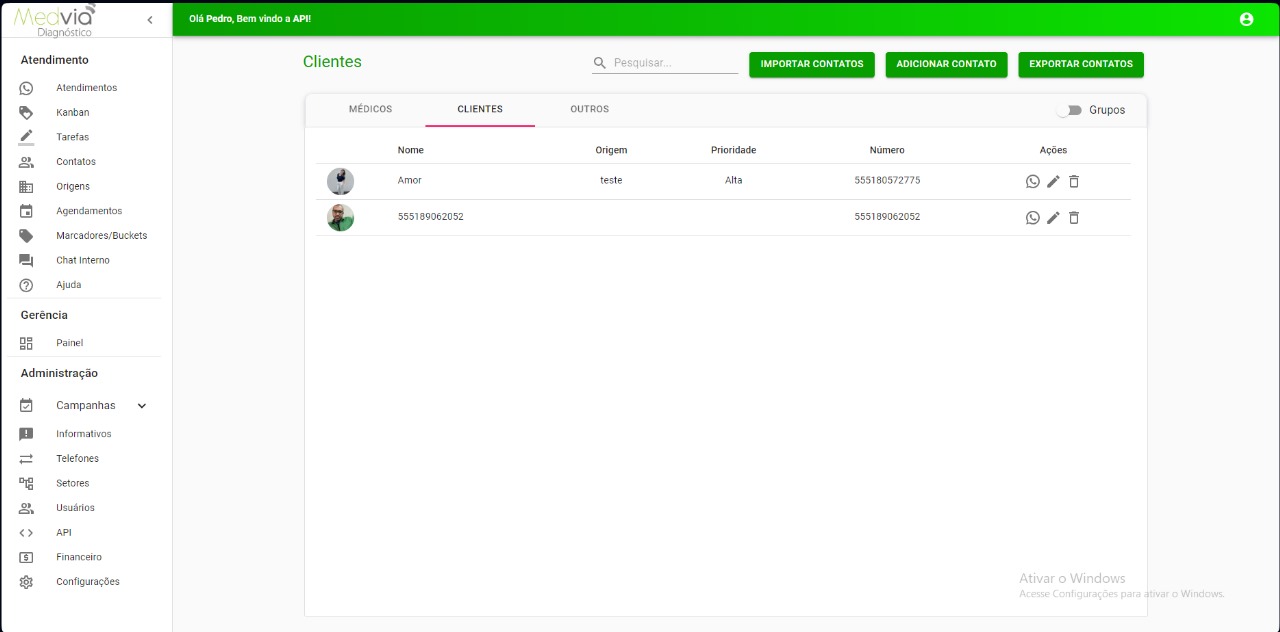 Medvia
Diagnóstico
Olá Pedro, Bem vindo a API!
Atendimento
Atendimentos
Kanban
Tarefas
Contatos
Origens
Agendamentos
Marcadores/Buckets
Chat Interno
Ajuda
Gerência
Painel
Administração
Campanhas
Informativos
Telefones
Setores
Usuários
API
Financeiro
Configurações
Clientes
Pesquisar...
IMPORTAR CONTATOS
ADICIONAR CONTATO
EXPORTAR CONTATOS
MÉDICOS CLIENTES OUTROS Grupos
Nome Origem Prioridade Número Ações
Amor teste Alta 555180572775
555189062052 555189062052
Ativar o Windows
Acesse Configurações para ativar o Windows.